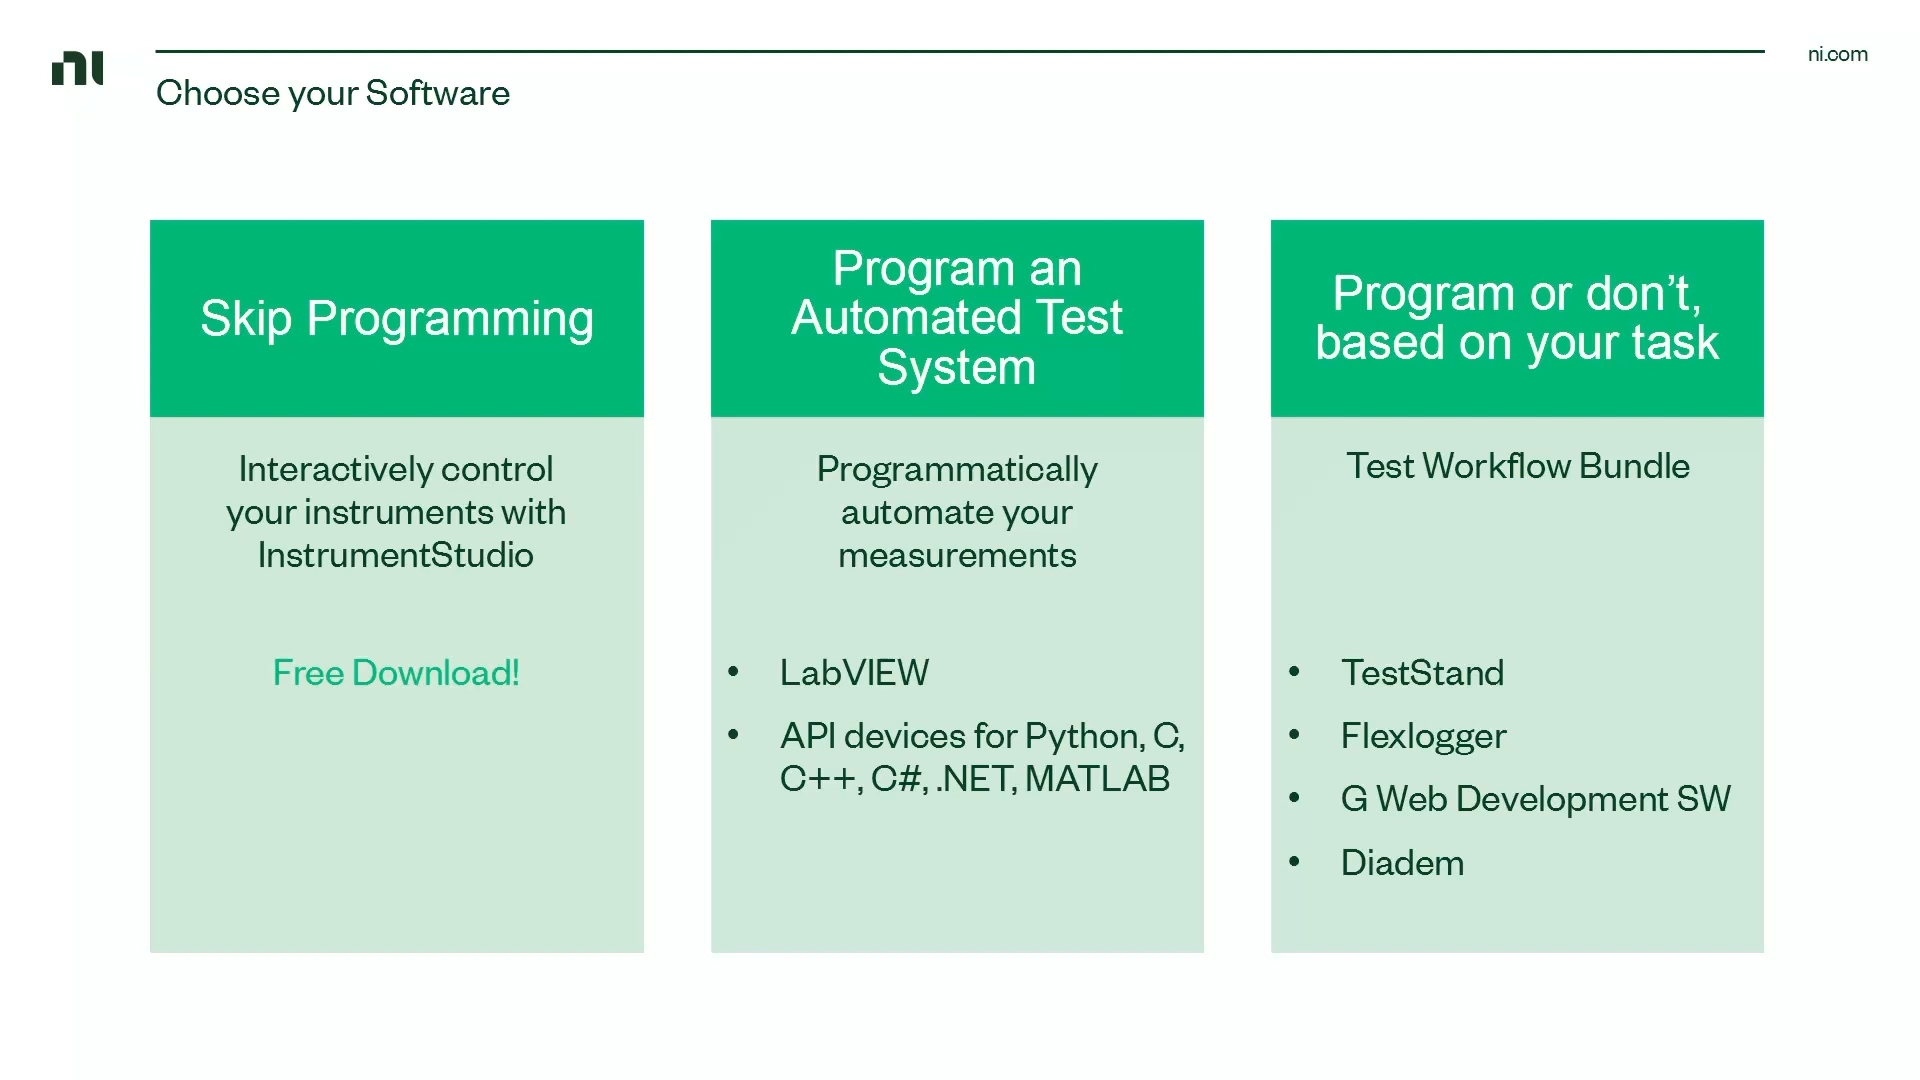 ni
ni.com
Choose your Software
Skip Programming
Interactively control
your instruments with
InstrumentStudio
Free Download!
Program an
Automated Test
System
Programmatically
automate your
measurements
• LabVIEW
• API devices for Python, C,
C++, C#, .NET, MATLAB
Program or don’t,
based on your task
Test Workflow Bundle
• TestStand
• Flexlogger
• G Web Development SW
• Diadem